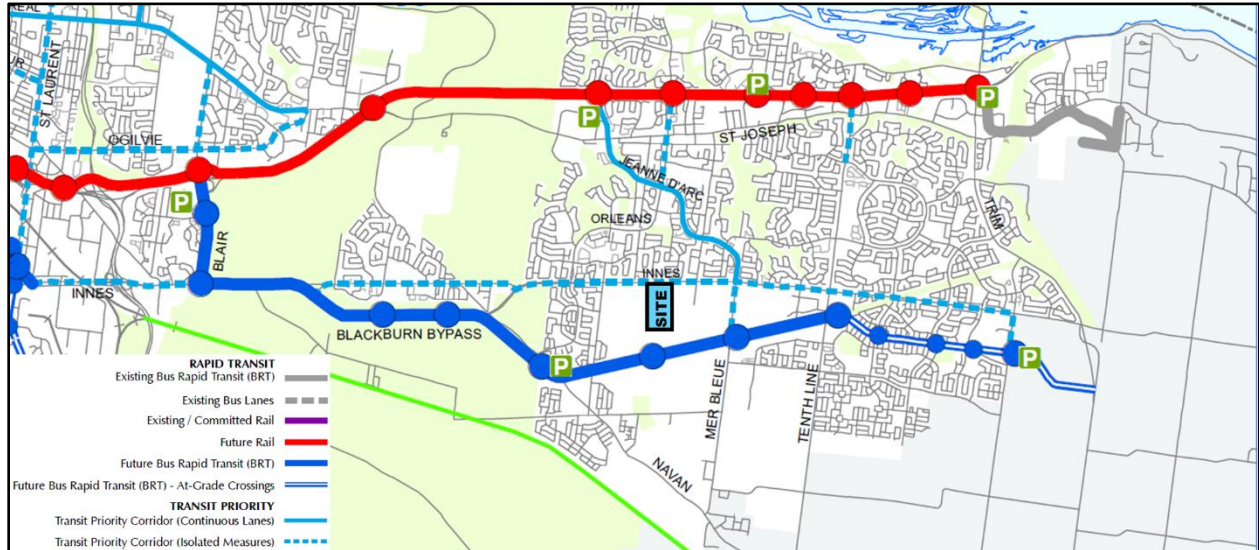 REAL
ST LAURENT
UR
OGILVIE
P
P
P
P
ST JOSEPH
JEANNE D'ARC
ORLEANS
TRIM
BLAIR
INNES
INNES
SITE
BLACKBURN BYPASS
P
P
MER BLEUE
TENTH LINE
NAVAN
RAPID TRANSIT
Existing Bus Rapid Transit (BRT)
Existing Bus Lanes
Existing / Committed Rail
Future Rail
Future Bus Rapid Transit (BRT)
Future Bus Rapid Transit (BRT) - At-Grade Crossings
TRANSIT PRIORITY
Transit Priority Corridor (Continuous Lanes)
Transit Priority Corridor (Isolated Measures)